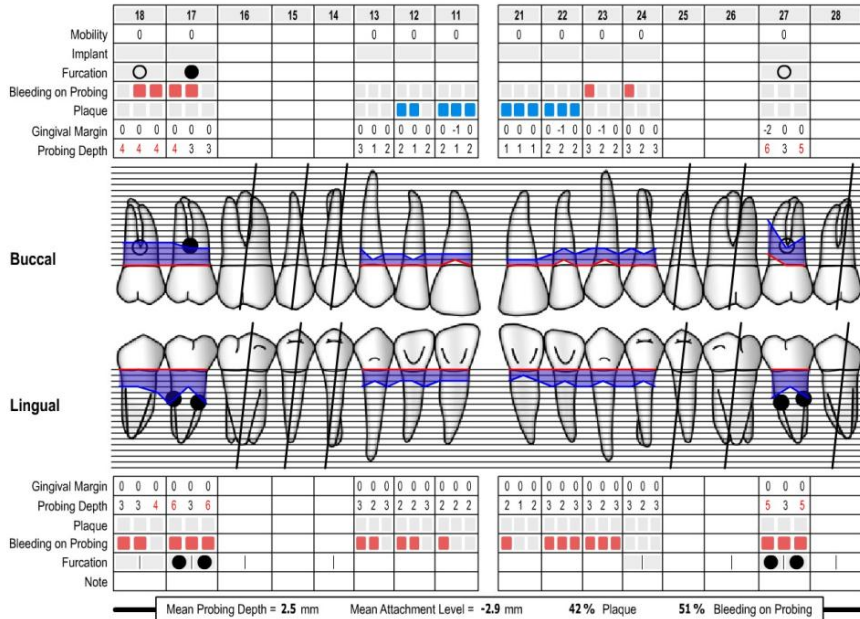 18 17 16 15 14 13 12 11 21 22 23 24 25 26 27 28
Mobility 0 0 0 0 0 0 0 0 0 0
Implant
Furcation
Bleeding on Probing
Plaque
Gingival Margin 0 0 0 0 0 0 0 0 0 0 0 0 0 -1 0 0 0 0 0 -1 0 0 -1 0 0 0 0 -2 0 0
Probing Depth 4 4 4 4 3 3 3 1 2 2 1 2 2 1 2 1 1 1 2 2 2 3 2 2 3 2 3 6 3 5
Buccal
Lingual
Gingival Margin 0 0 0 0 0 0 0 0 0 0 0 0 0 0 0 0 0 0 0 0 0 0 0 0 0 0 0 0 0 0
Probing Depth 3 3 4 6 3 6 3 2 3 2 2 3 2 2 2 2 1 2 3 2 3 3 2 3 3 2 3 5 3 5
Plaque
Bleeding on Probing
Furcation
Note
Mean Probing Depth = 2.5 mm Mean Attachment Level = -2.9 mm 42 % Plaque 51 % Bleeding on Probing